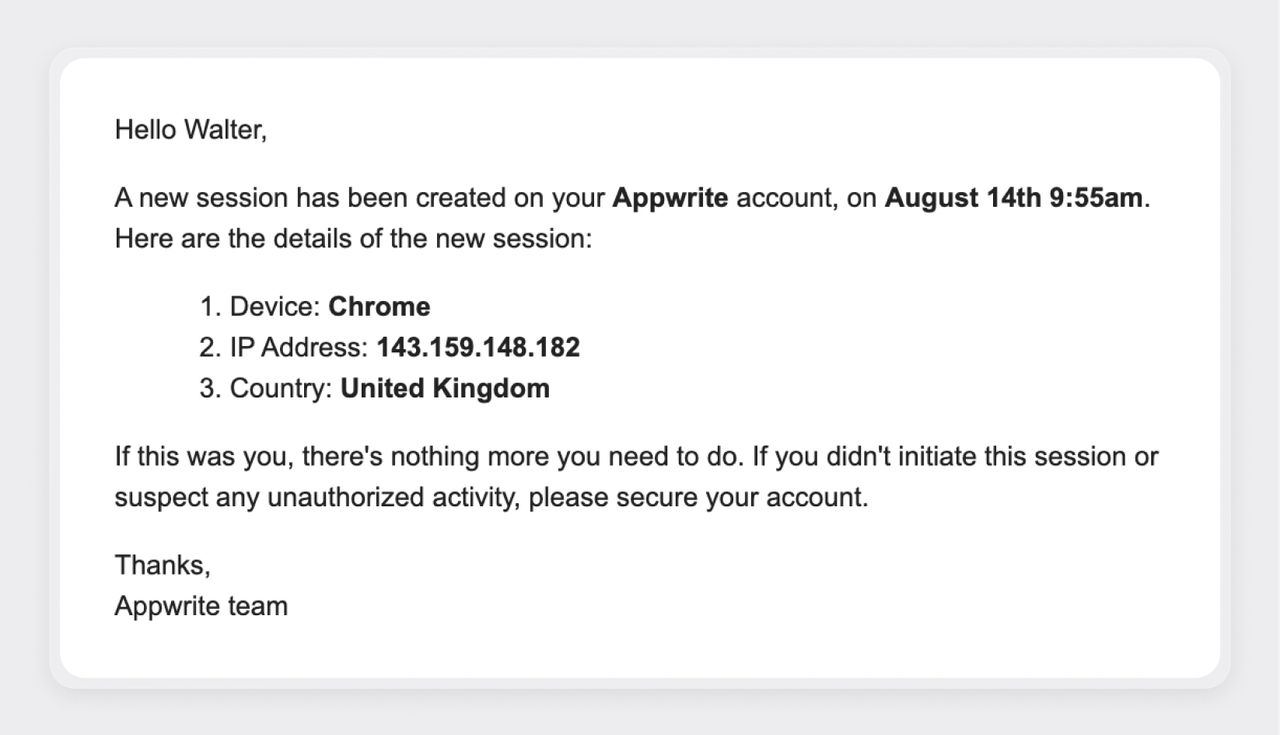 Hello Walter,
A new session has been created on your Appwrite account, on August 14th 9:55am.
Here are the details of the new session:
1. Device: Chrome
2. IP Address: 143.159.148.182
3. Country: United Kingdom
If this was you, there's nothing more you need to do. If you didn't initiate this session or
suspect any unauthorized activity, please secure your account.
Thanks,
Appwrite team